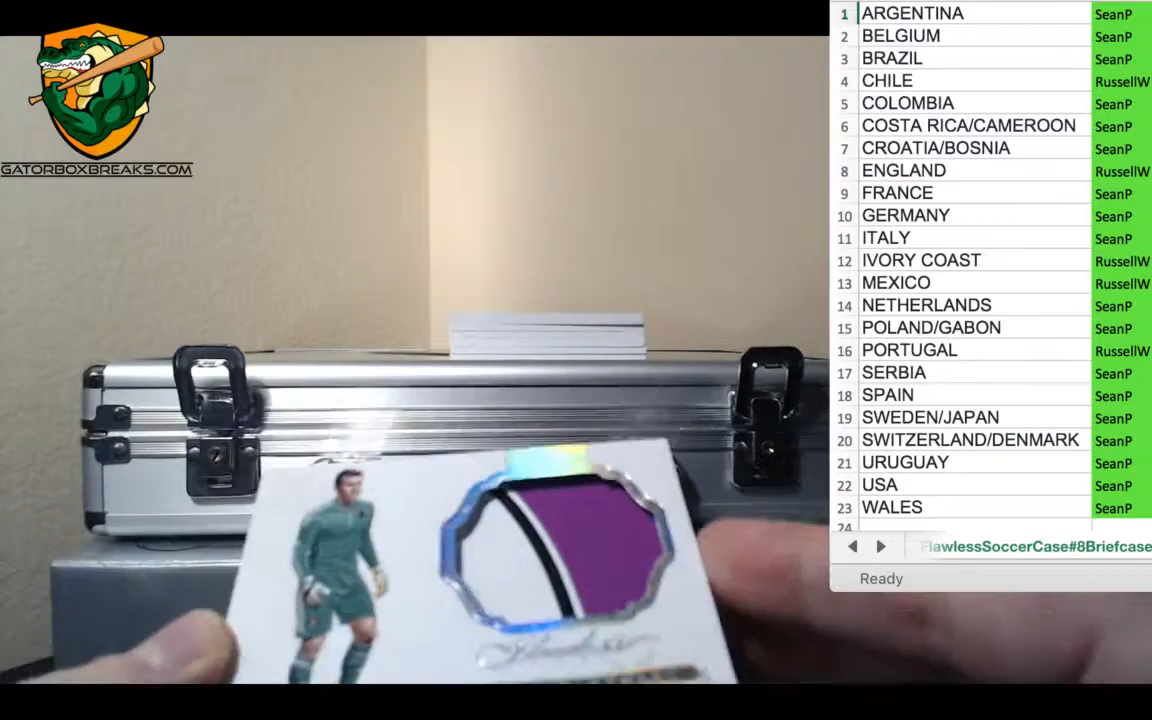 GATORBOXBREAKS.COM
1 ARGENTINA SeanP
2 BELGIUM SeanP
3 BRAZIL SeanP
4 CHILE RussellW
5 COLOMBIA SeanP
6 COSTA RICA/CAMEROON SeanP
7 CROATIA/BOSNIA SeanP
8 ENGLAND RussellW
9 FRANCE SeanP
10 GERMANY SeanP
11 ITALY SeanP
12 IVORY COAST RussellW
13 MEXICO RussellW
14 NETHERLANDS SeanP
15 POLAND/GABON SeanP
16 PORTUGAL RussellW
17 SERBIA SeanP
18 SPAIN SeanP
19 SWEDEN/JAPAN SeanP
20 SWITZERLAND/DENMARK SeanP
21 URUGUAY SeanP
22 USA SeanP
23 WALES SeanP
24
FlawlessSoccerCase#8Briefcase
Ready